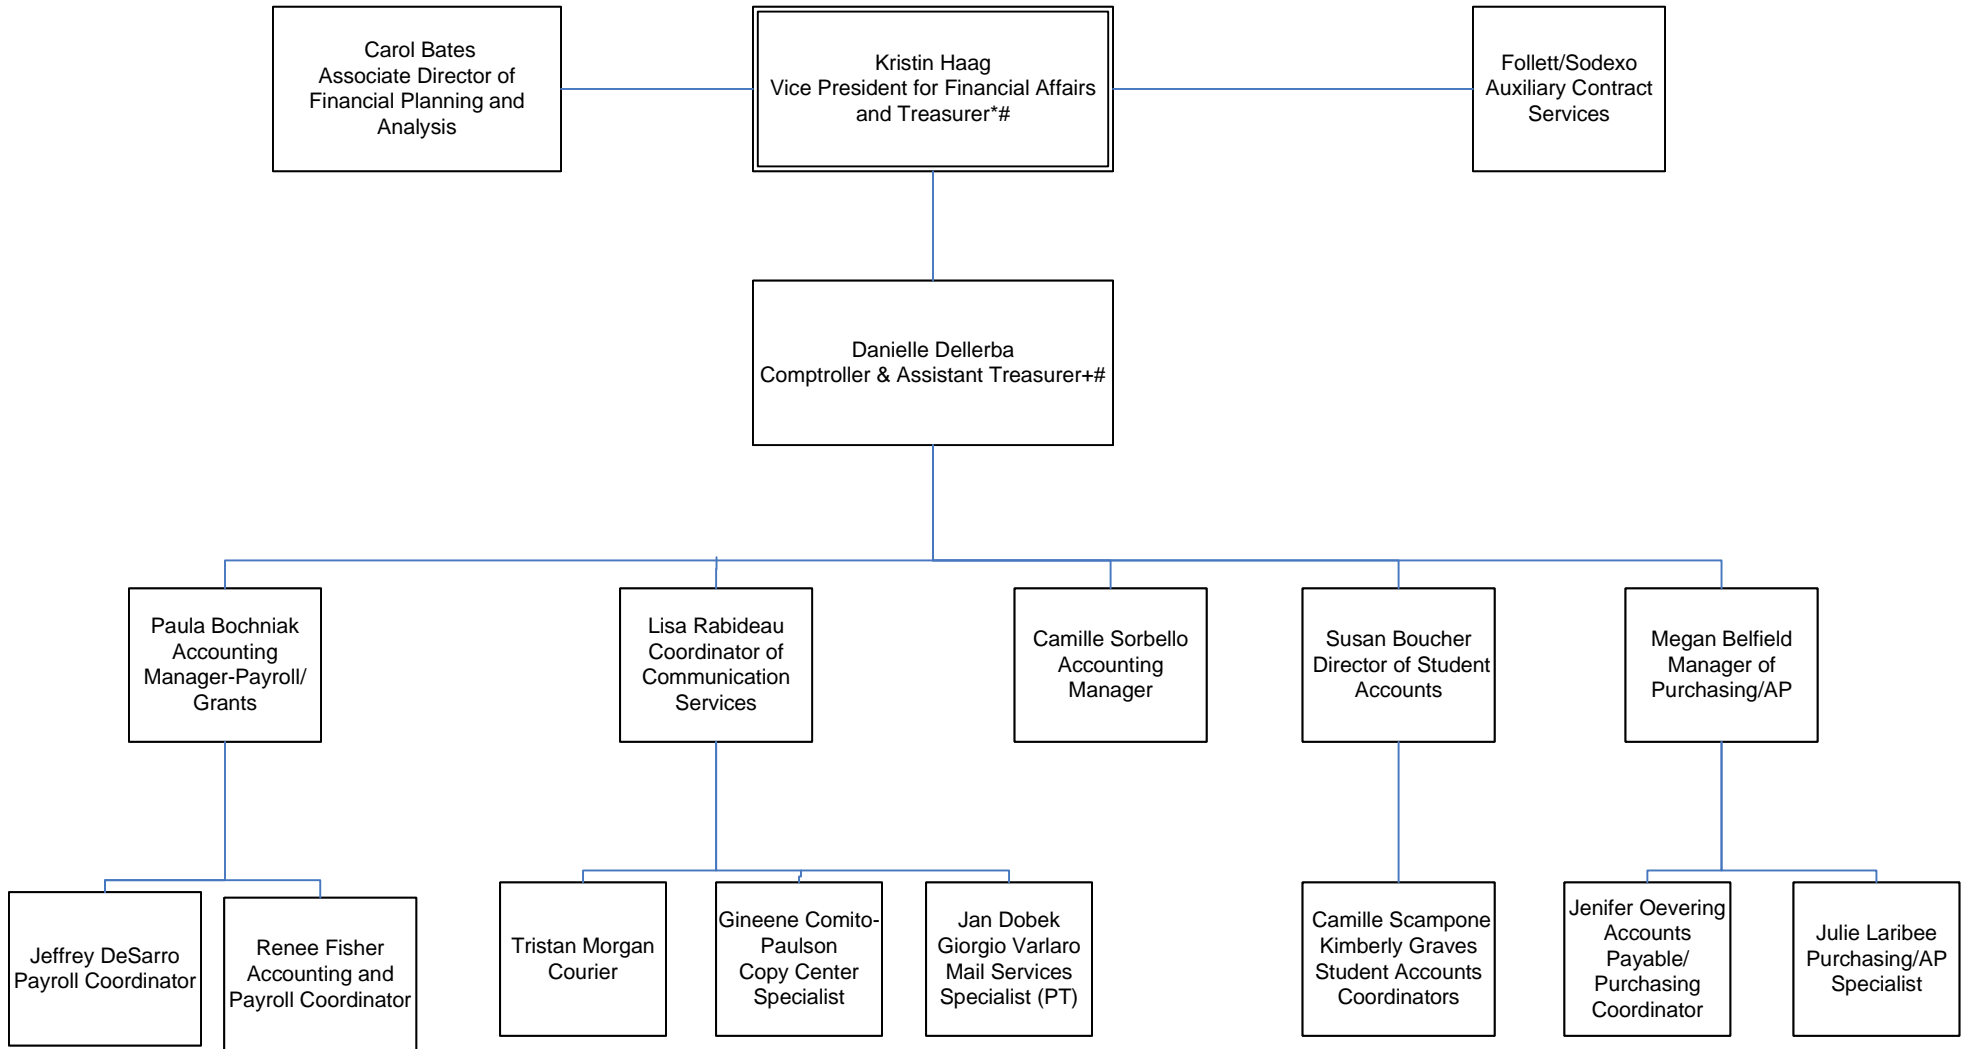 Carol Bates
Associate Director of
Financial Planning and
Analysis
Kristin Haag
Vice President for Financial Affairs
and Treasurer*#
Follett/Sodexo
Auxiliary Contract
Services
Danielle Dellerba
Comptroller & Assistant Treasurer+#
Paula Bochniak
Accounting
Manager-Payroll/
Grants
Lisa Rabideau
Coordinator of
Communication
Services
Camille Sorbello
Accounting
Manager
Susan Boucher
Director of Student
Accounts
Megan Belfield
Manager of
Purchasing/AP
Jeffrey DeSarro
Payroll Coordinator
Renee Fisher
Accounting and
Payroll Coordinator
Tristan Morgan
Courier
Gineene Comito-
Paulson
Copy Center
Specialist
Jan Dobek
Giorgio Varlaro
Mail Services
Specialist (PT)
Camille Scampone
Kimberly Graves
Student Accounts
Coordinators
Jenifer Oevering
Accounts
Payable/
Purchasing
Coordinator
Julie Laribee
Purchasing/AP
Specialist